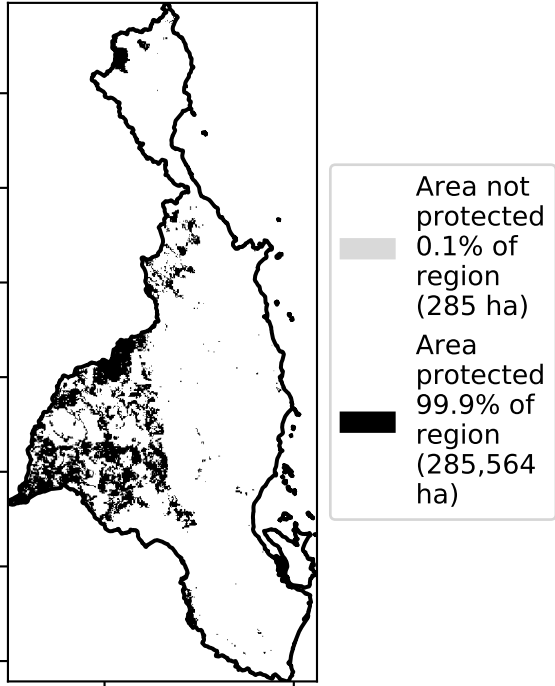 Area not
protected
0.1% of
region
(285 ha)
Area
protected
99.9% of
region
(285,564
ha)